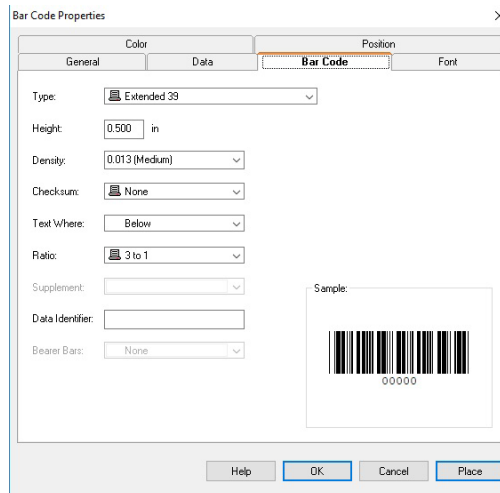 Bar Code Properties
Color Position
General Data Bar Code Font
Type: Extended 39
Height: 0.500 in
Density: 0.013 (Medium)
Checksum: None
Text Where: Below
Ratio: 3 to 1
Supplement:
Sample:
Data Identifier:
Bearer Bars: None
00000
Help OK Cancel Place